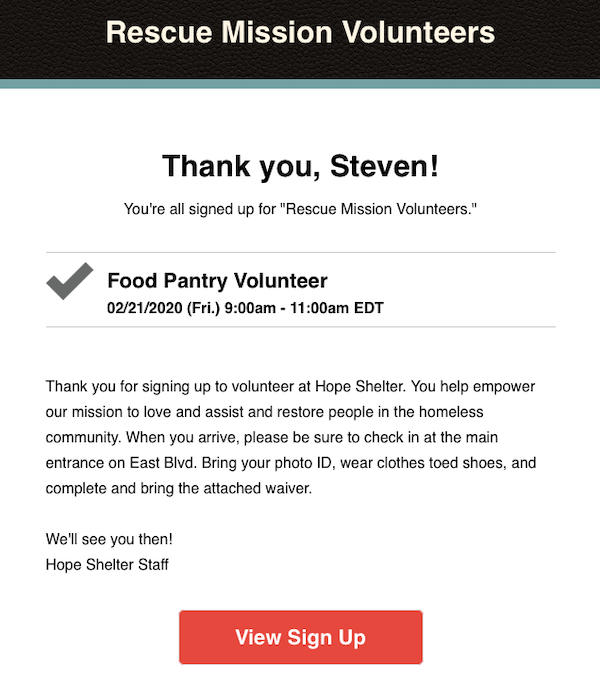 Rescue Mission Volunteers
Thank you, Steven!
You're all signed up for "Rescue Mission Volunteers."
Food Pantry Volunteer
02/21/2020 (Fri.) 9:00am - 11:00am EDT
Thank you for signing up to volunteer at Hope Shelter. You help empower
our mission to love and assist and restore people in the homeless
community. When you arrive, please be sure to check in at the main
entrance on East Blvd. Bring your photo ID, wear clothes toed shoes, and
complete and bring the attached waiver.
We'll see you then!
Hope Shelter Staff
View Sign Up